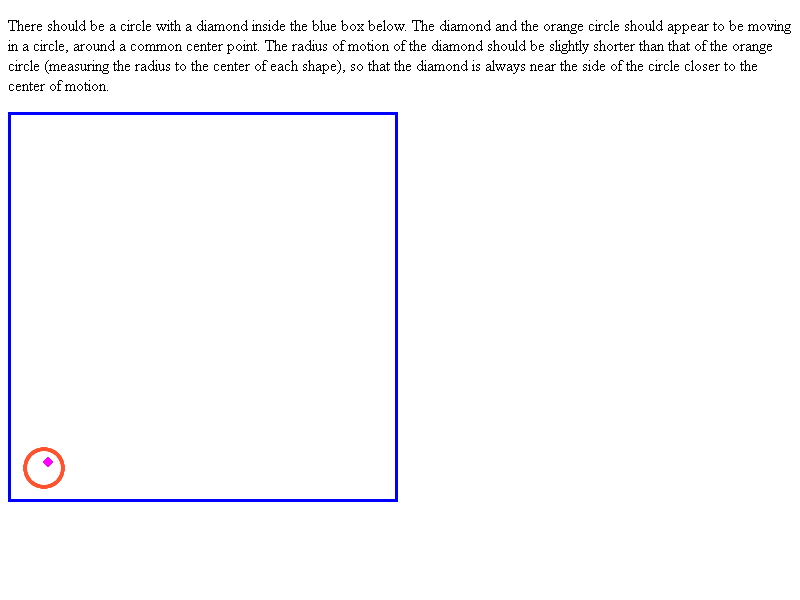 There should be a circle with a diamond inside the blue box below. The diamond and the orange circle should appear to be moving
in a circle, around a common center point. The radius of motion of the diamond should be slightly shorter than that of the orange
circle (measuring the radius to the center of each shape), so that the diamond is always near the side of the circle closer to the
center of motion.